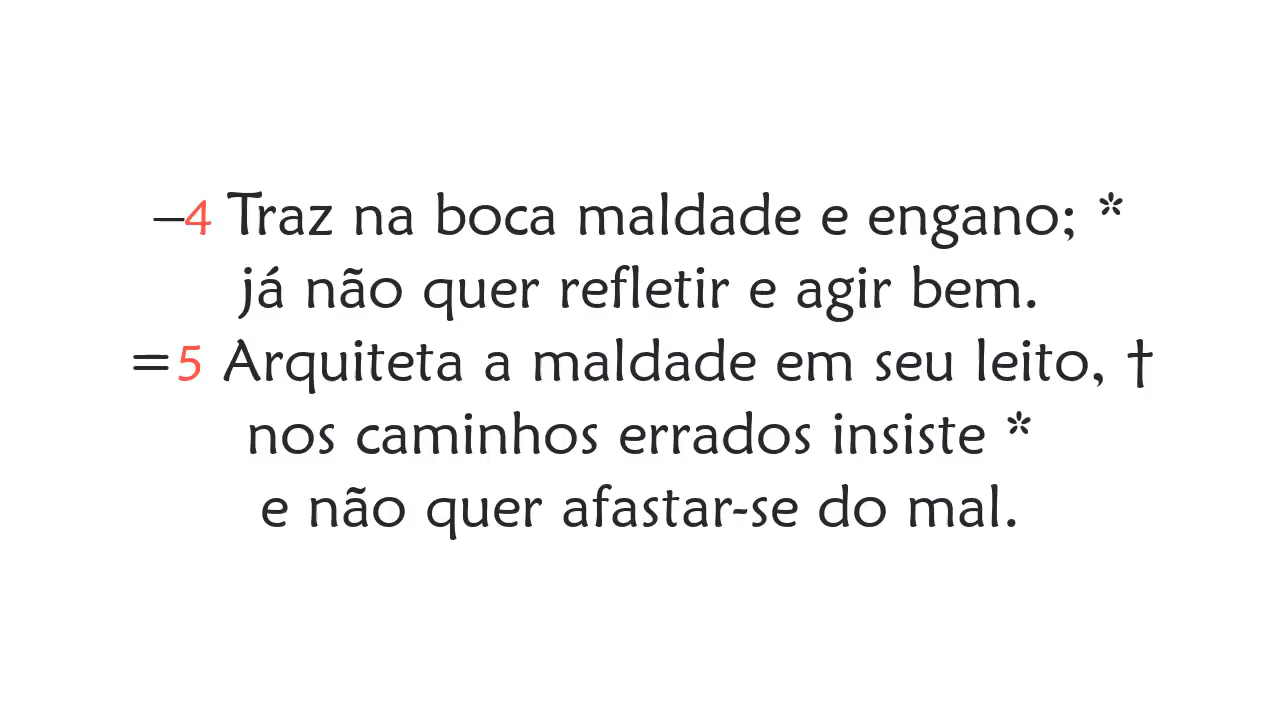 –4 Traz na boca maldade e engano; *
já não quer refletir e agir bem.
=5 Arquiteta a maldade em seu leito, †
nos caminhos errados insiste *
e não quer afastar-se do mal.